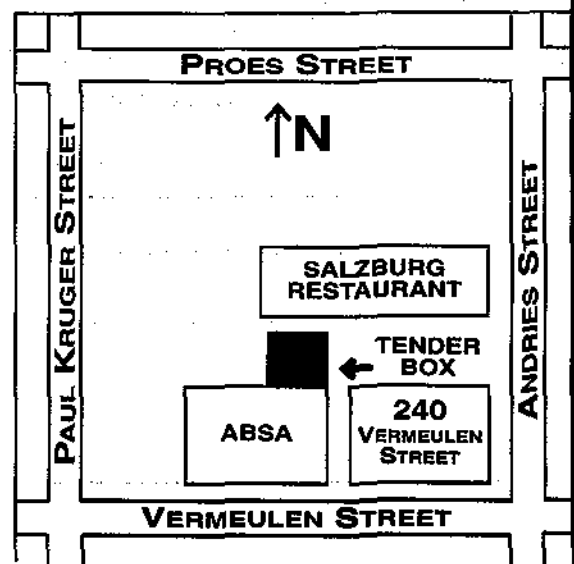 PROES STREET
N
PAUL KRUGER STREET
ANDRIES STREET
SALZBURG
RESTAURANT
TENDER
BOX
ABSA
240
VERMEULEN
STREET
VERMEULEN STREET